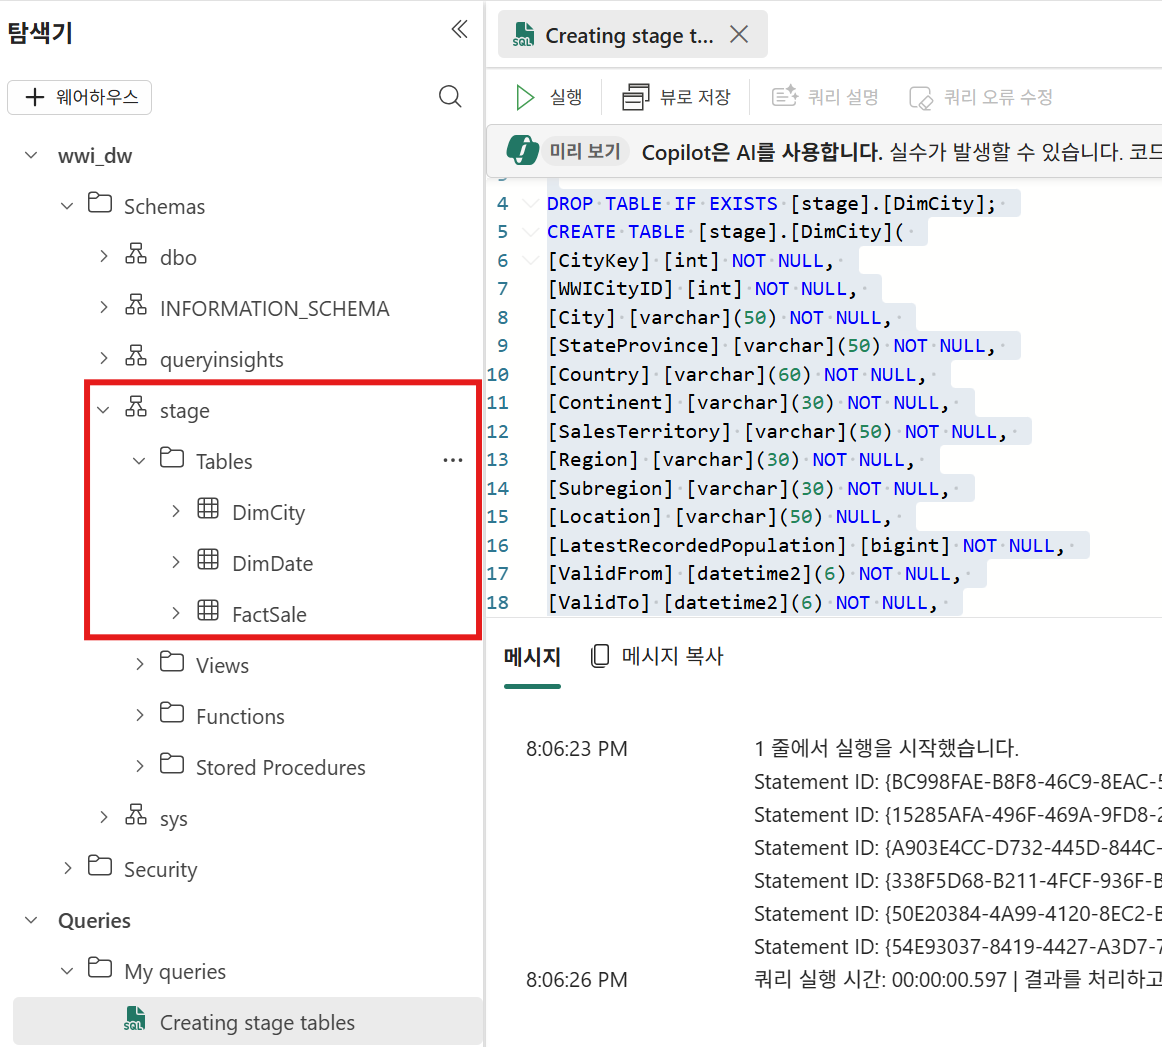 탐색기
웨어하우스
wwi_dw
Schemas
dbo
INFORMATION_SCHEMA
queryinsights
stage
Tables
DimCity
DimDate
FactSale
Views
Functions
Stored Procedures
sys
Security
Queries
My queries
Creating stage tables
Creating stage t...
실행
뷰로 저장
쿼리 설명
쿼리 오류 수정
미리 보기 Copilot은 AI를 사용합니다. 실수가 발생할 수 있습니다. 코드
4 DROP TABLE IF EXISTS [stage].[DimCity];
5 CREATE TABLE [stage].[DimCity](
6 [CityKey] [int] NOT NULL,
7 [WWICityID] [int] NOT NULL,
8 [City] [varchar](50) NOT NULL,
9 [StateProvince] [varchar](50) NOT NULL,
10 [Country] [varchar](60) NOT NULL,
11 [Continent] [varchar](30) NOT NULL,
12 [SalesTerritory] [varchar](50) NOT NULL,
13 [Region] [varchar](30) NOT NULL,
14 [Subregion] [varchar](30) NOT NULL,
15 [Location] [varchar](50) NULL,
16 [LatestRecordedPopulation] [bigint] NOT NULL,
17 [ValidFrom] [datetime2](6) NOT NULL,
18 [ValidTo] [datetime2](6) NOT NULL,
메시지
메시지 복사
8:06:23 PM 1 줄에서 실행을 시작했습니다.
Statement ID: {BC998FAE-B8F8-46C9-8EAC-
Statement ID: {15285AFA-496F-469A-9FD8-
Statement ID: {A903E4CC-D732-445D-844C-
Statement ID: {338F5D68-B211-4FCF-936F-
Statement ID: {50E20384-4A99-4120-8EC2-
Statement ID: {54E93037-8419-4427-A3D7-
8:06:26 PM 쿼리 실행 시간: 00:00:00.597 | 결과를 처리하고